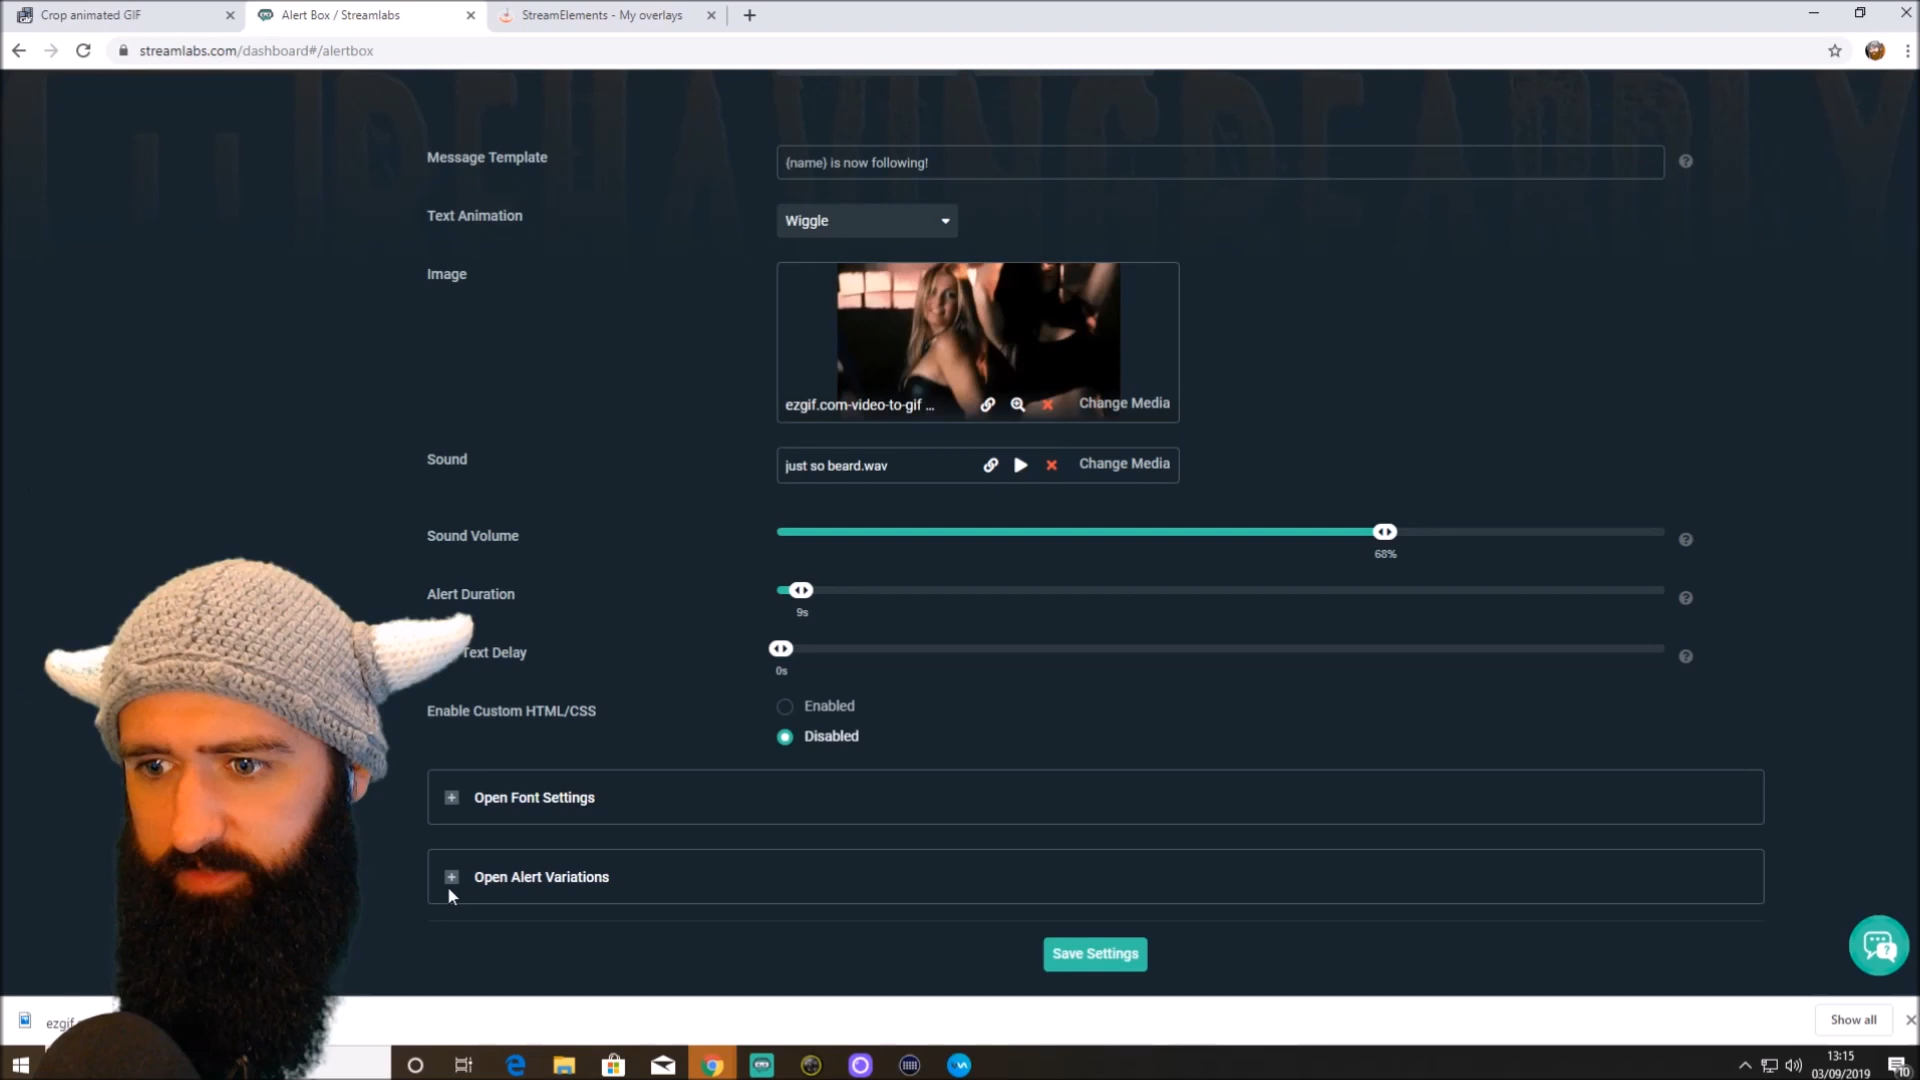 Crop animated GIF
Alert Box / Streamlabs
StreamElements - My overlays
streamlabs.com/dashboard#/alertbox
Message Template
{name} is now following!
Text Animation
Wiggle
Image
ezgif.com-video-to-gif ...
Change Media
Sound
just so beard.wav
Change Media
Sound Volume
68%
Alert Duration
9s
Text Delay
0s
Enable Custom HTML/CSS
Enabled
Disabled
Open Font Settings
Open Alert Variations
Save Settings
ezgif
Show all
13:15
03/09/2019
10